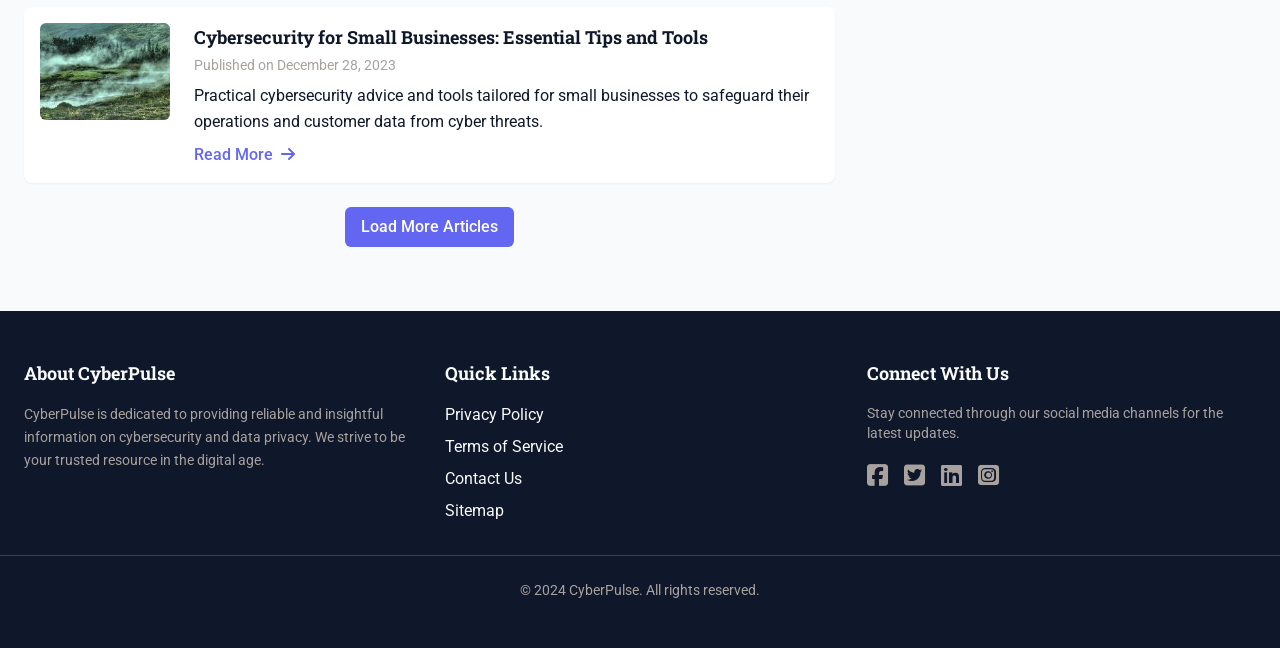 Cybersecurity for Small Businesses: Essential Tips and Tools
Published on December 28, 2023
Practical cybersecurity advice and tools tailored for small businesses to safeguard their
operations and customer data from cyber threats.
Read More
Load More Articles
About CyberPulse
CyberPulse is dedicated to providing reliable and insightful
information on cybersecurity and data privacy. We strive to be
your trusted resource in the digital age.
Quick Links
Privacy Policy
Terms of Service
Contact Us
Sitemap
Connect With Us
Stay connected through our social media channels for the
latest updates.
© 2024 CyberPulse. All rights reserved.